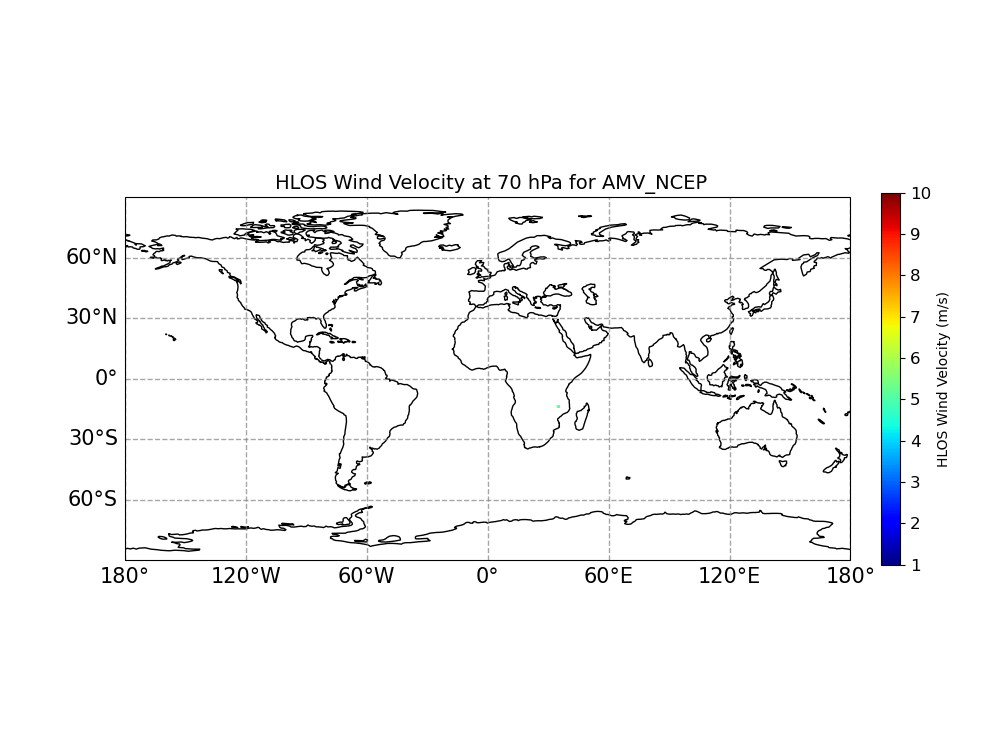 HLOS Wind Velocity at 70 hPa for AMV_NCEP
60°N
30°N
0°
30°S
60°S
180°
120°W
60°W
0°
60°E
120°E
180°
10
9
8
7
6
5
4
3
2
1
HLOS Wind Velocity (m/s)